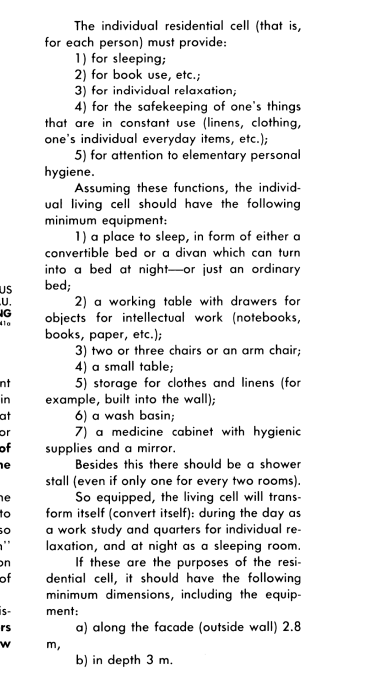 The individual residential cell (that is,
for each person) must provide:
1) for sleeping;
2) for book use, etc.;
3) for individual relaxation;
4) for the safekeeping of one's things
that are in constant use (linens, clothing,
one's individual everyday items, etc.);
5) for attention to elementary personal
hygiene.
Assuming these functions, the individ-
ual living cell should have the following
minimum equipment:
1) a place to sleep, in form of either a
convertible bed or a divan which can turn
into a bed at night—or just an ordinary
bed;
2) a working table with drawers for
objects for intellectual work (notebooks,
books, paper, etc.);
3) two or three chairs or an arm chair;
4) a small table;
5) storage for clothes and linens (for
example, built into the wall);
6) a wash basin;
7) a medicine cabinet with hygienic
supplies and a mirror.
Besides this there should be a shower
stall (even if only one for every two rooms).
So equipped, the living cell will trans-
form itself (convert itself): during the day as
a work study and quarters for individual re-
laxation, and at night as a sleeping room.
If these are the purposes of the resi-
dential cell, it should have the following
minimum dimensions, including the equip-
ment:
a) along the facade (outside wall) 2.8
m,
b) in depth 3 m.